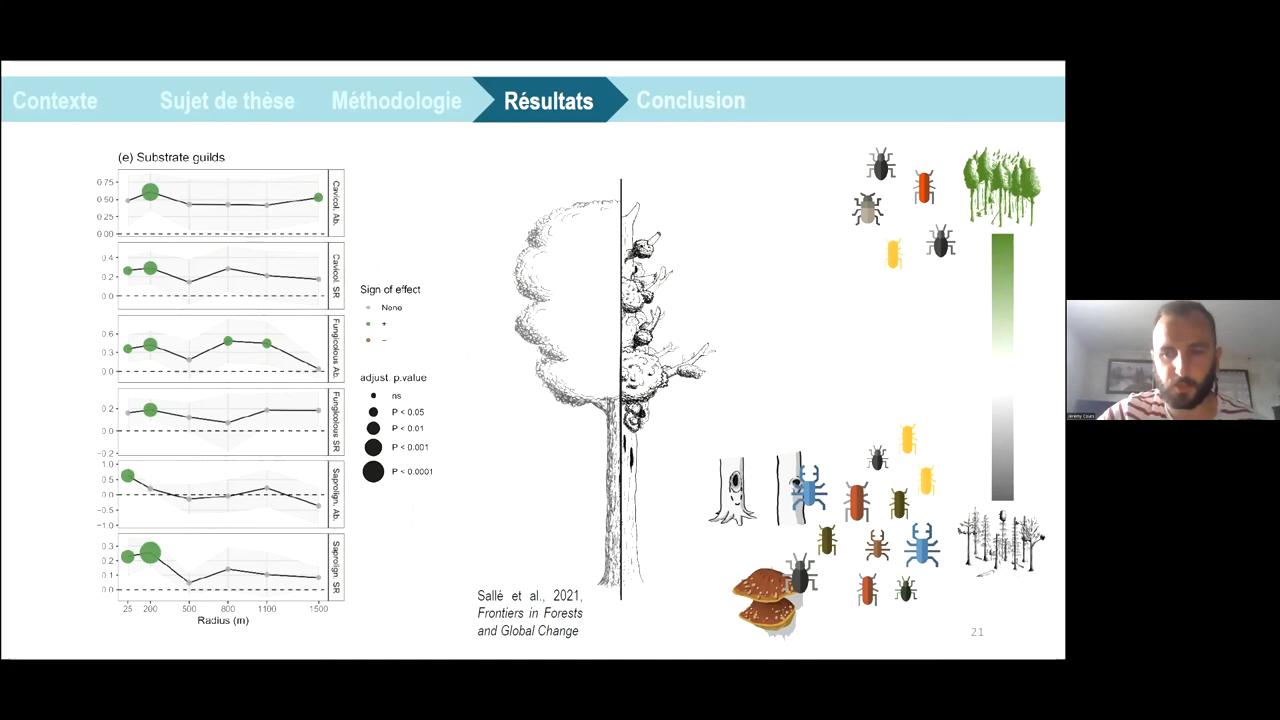 Contexte
Sujet de thèse
Méthodologie
Résultats
Conclusion
(e) Substrate guilds
0.75
0.50
0.25
0.00
Cavicol. Ab.
0.4
0.2
0.0
Cavicol. SR
0.6
0.3
0.0
Fungicolous Ab.
0.2
0.0
-0.2
Fungicolous SR
1.0
0.5
0.0
-0.5
-1.0
Saprolign. Ab.
0.3
0.2
0.1
0.0
Saprolign. SR
25 200 500 800 1100 1500
Radius (m)
Sign of effect
None
+
-
adjust. p.value
ns
P < 0.05
P < 0.01
P < 0.001
P < 0.0001
Sallé et al., 2021,
Frontiers in Forests
and Global Change
21
Jeremy Cours